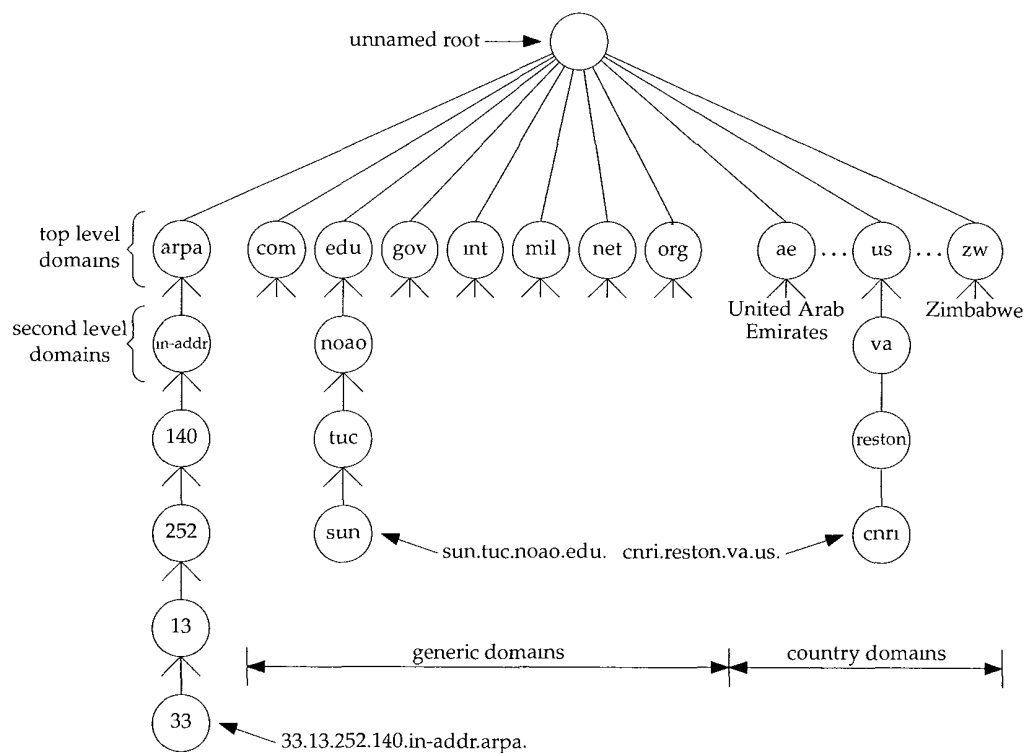 unnamed root
top level
domains
arpa com edu gov int mil net org ae ... us ... zw
United Arab
Emirates
Zimbabwe
second level
domains
in-addr noao va
140 tuc reston
252 sun cnri
sun.tuc.noao.edu. cnri.reston.va.us.
13
generic domains country domains
33
33.13.252.140.in-addr.arpa.